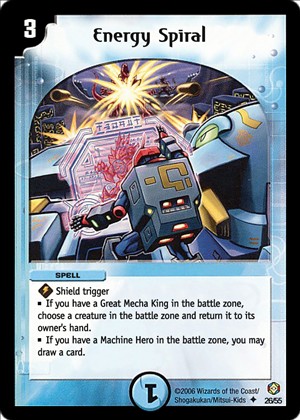 3
Energy Spiral
SPELL
Shield trigger
▪ If you have a Great Mecha King in the battle zone,
choose a creature in the battle zone and return it to its
owner's hand.
▪ If you have a Machine Hero in the battle zone, you may
draw a card.
1
©2006 Wizards of the Coast/
Shogakukan/Mitsui-Kids ✦ 26/55